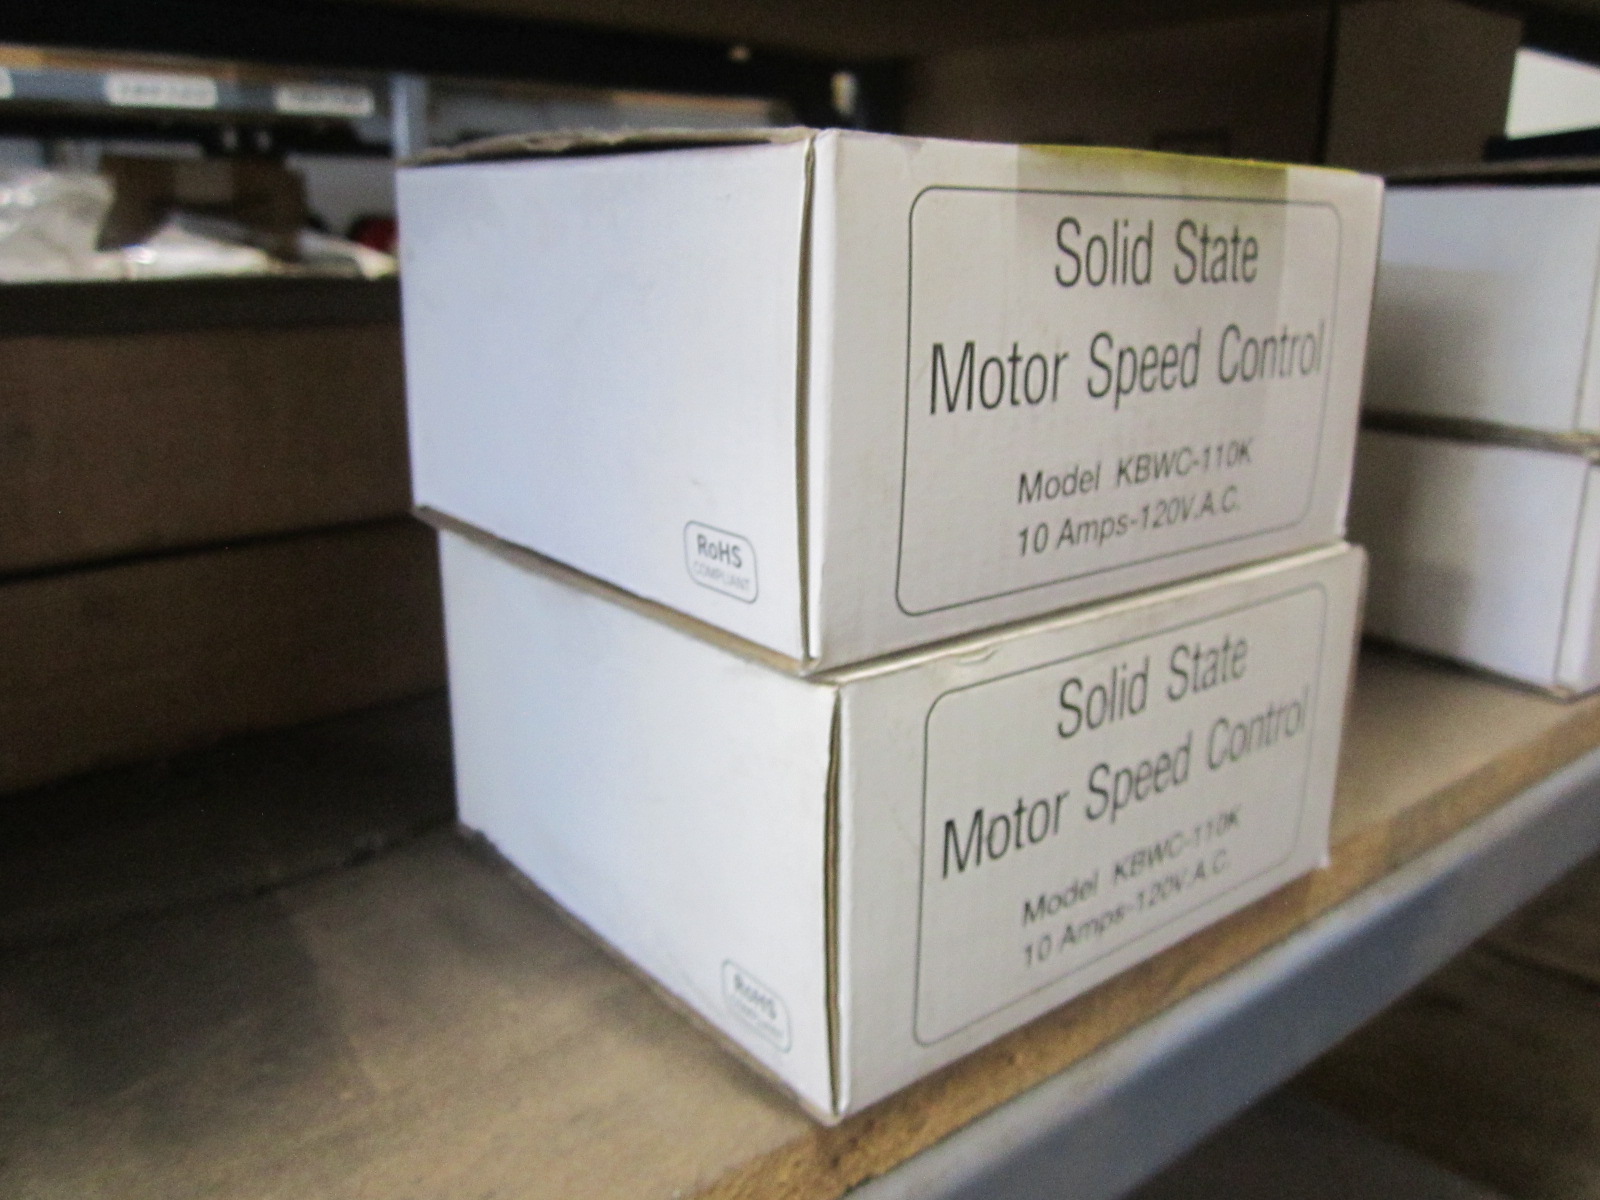 Solid State
Motor Speed Control
Model KBWC-110K
10 Amps-120V.A.C.
RoHS
COMPLIANT
Solid State
Motor Speed Control
Model KBWC-110K
10 Amps-120V.A.C.
RoHS
COMPLIANT